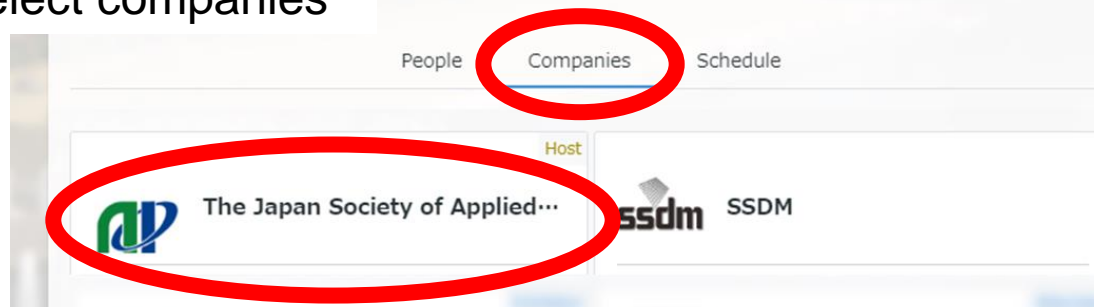 elect companies
People Companies Schedule
Host
The Japan Society of Applied…
ssdm SSDM